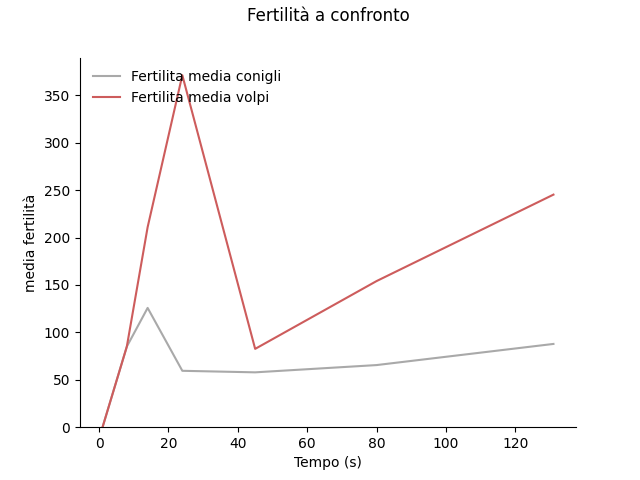 Fertilità a confronto
Fertilita media conigli
Fertilita media volpi
350
300
250
200
150
100
50
0
media fertilità
0 20 40 60 80 100 120
Tempo (s)